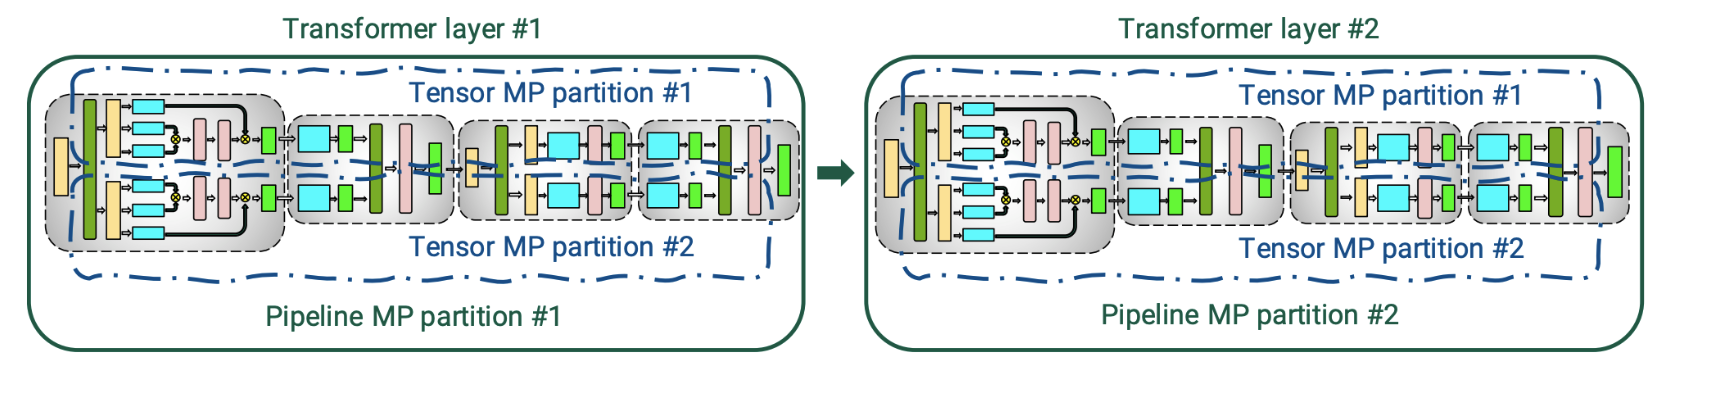 Transformer layer #1
Tensor MP partition #1
Tensor MP partition #2
Pipeline MP partition #1
Transformer layer #2
Tensor MP partition #1
Tensor MP partition #2
Pipeline MP partition #2